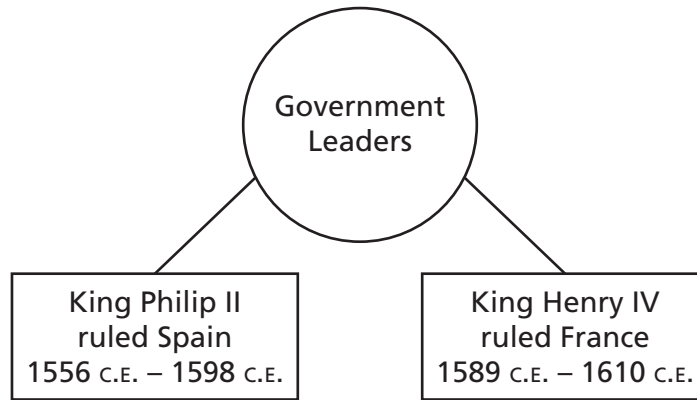 Government
Leaders
King Philip II
ruled Spain
1556 C.E. – 1598 C.E.
King Henry IV
ruled France
1589 C.E. – 1610 C.E.